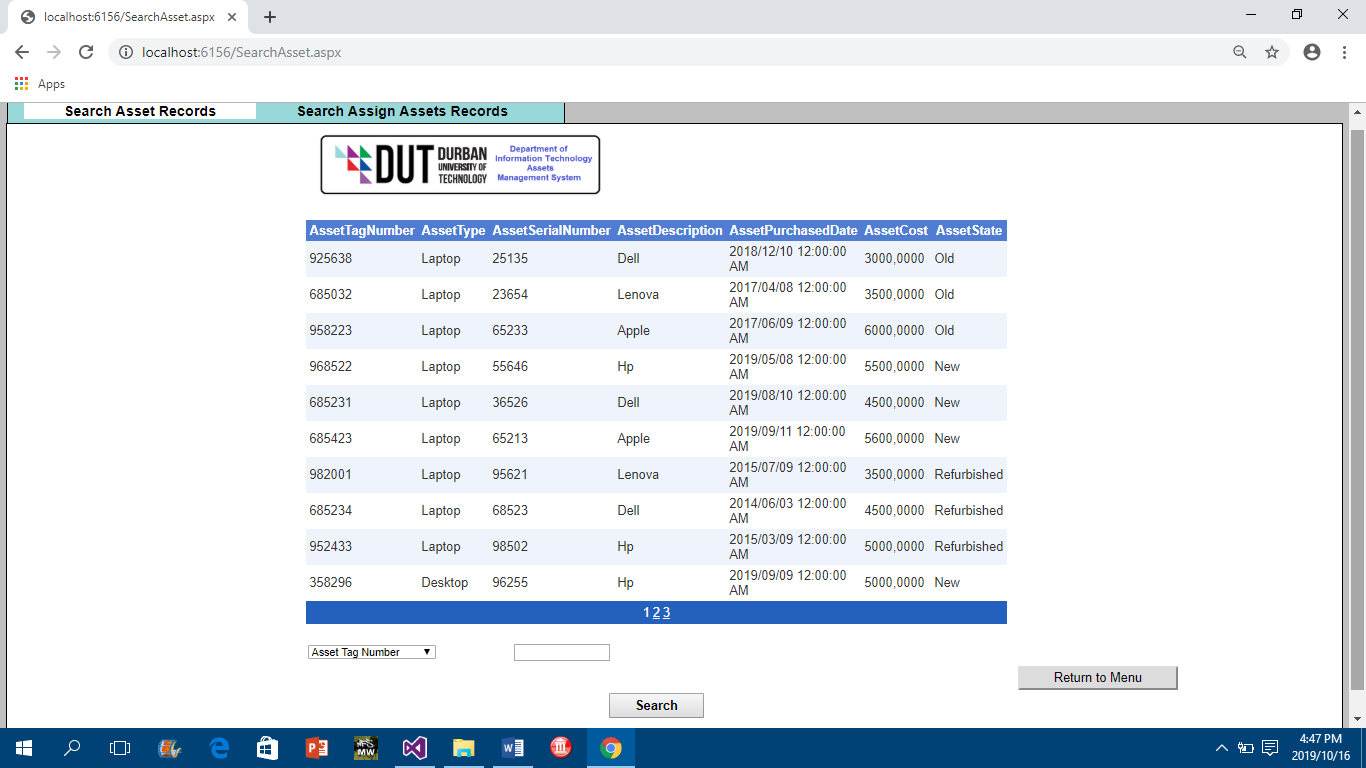 localhost:6156/SearchAsset.aspx
localhost:6156/SearchAsset.aspx
Apps
Search Asset Records Search Assign Assets Records
DUT DURBAN UNIVERSITY OF TECHNOLOGY
Department of
Information Technology
Assets
Management System
AssetTagNumber AssetType AssetSerialNumber AssetDescription AssetPurchasedDate AssetCost AssetState
925638 Laptop 25135 Dell 2018/12/10 12:00:00 AM 3000,0000 Old
685032 Laptop 23654 Lenova 2017/04/08 12:00:00 AM 3500,0000 Old
958223 Laptop 65233 Apple 2017/06/09 12:00:00 AM 6000,0000 Old
968522 Laptop 55646 Hp 2019/05/08 12:00:00 AM 5500,0000 New
685231 Laptop 36526 Dell 2019/08/10 12:00:00 AM 4500,0000 New
685423 Laptop 65213 Apple 2019/09/11 12:00:00 AM 5600,0000 New
982001 Laptop 95621 Lenova 2015/07/09 12:00:00 AM 3500,0000 Refurbished
685234 Laptop 68523 Dell 2014/06/03 12:00:00 AM 4500,0000 Refurbished
952433 Laptop 98502 Hp 2015/03/09 12:00:00 AM 5000,0000 Refurbished
358296 Desktop 96255 Hp 2019/09/09 12:00:00 AM 5000,0000 New
1 2 3
Asset Tag Number
Return to Menu
Search
MW
4:47 PM
2019/10/16